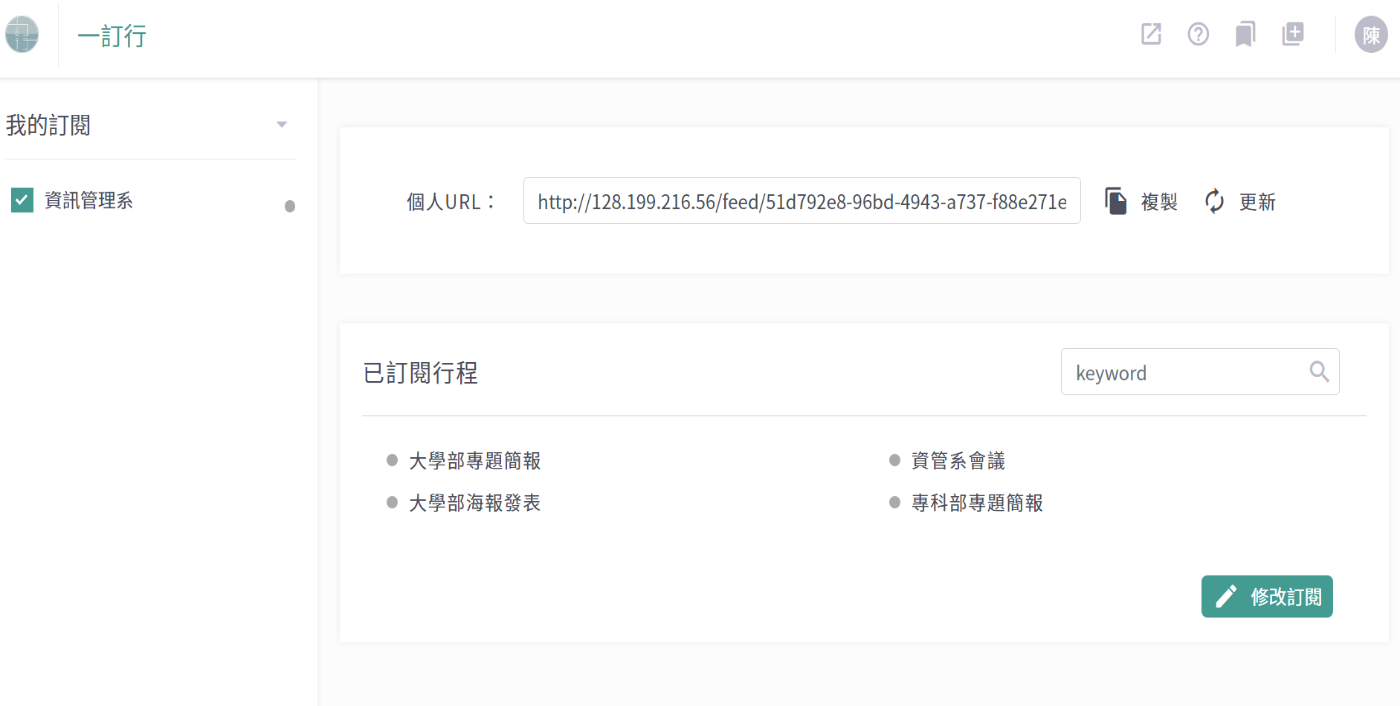 一訂行
陳
我的訂閱
資訊管理系
個人URL：
http://128.199.216.56/feed/51d792e8-96bd-4943-a737-f88e271e
複製
更新
已訂閱行程
keyword
大學部專題簡報
資管系會議
大學部海報發表
專科部專題簡報
修改訂閱